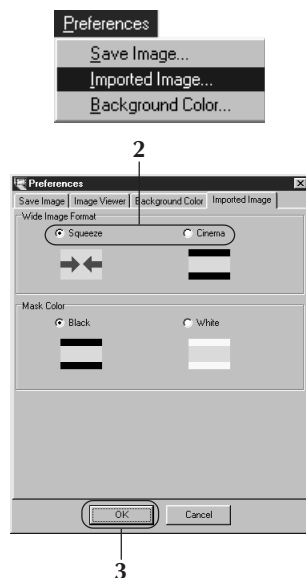 Preferences
Save Image...
Imported Image...
Background Color...
2
Preferences
Save Image Image Viewer Background Color Imported Image
Wide Image Format
Squeeze Cinema
Mask Color
Black White
OK Cancel
3